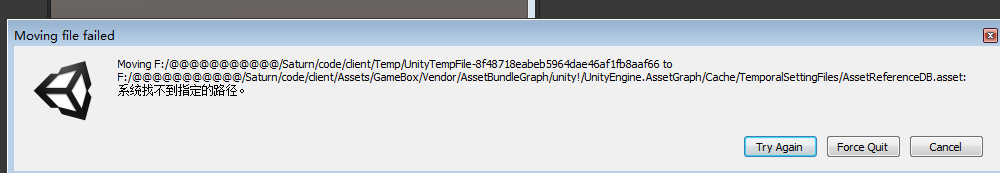 Moving file failed
Moving F:/@@@@@@@@@@@/Saturn/code/client/Temp/UnityTempFile-8f48718eabeb5964dae46af1fb8aaf66 to
F:/@@@@@@@@@@@/Saturn/code/client/Assets/GameBox/Vendor/AssetBundleGraph/unity!/UnityEngine.AssetGraph/Cache/TemporalSettingFiles/AssetReferenceDB.asset:
系统找不到指定的路径。
Try Again Force Quit Cancel